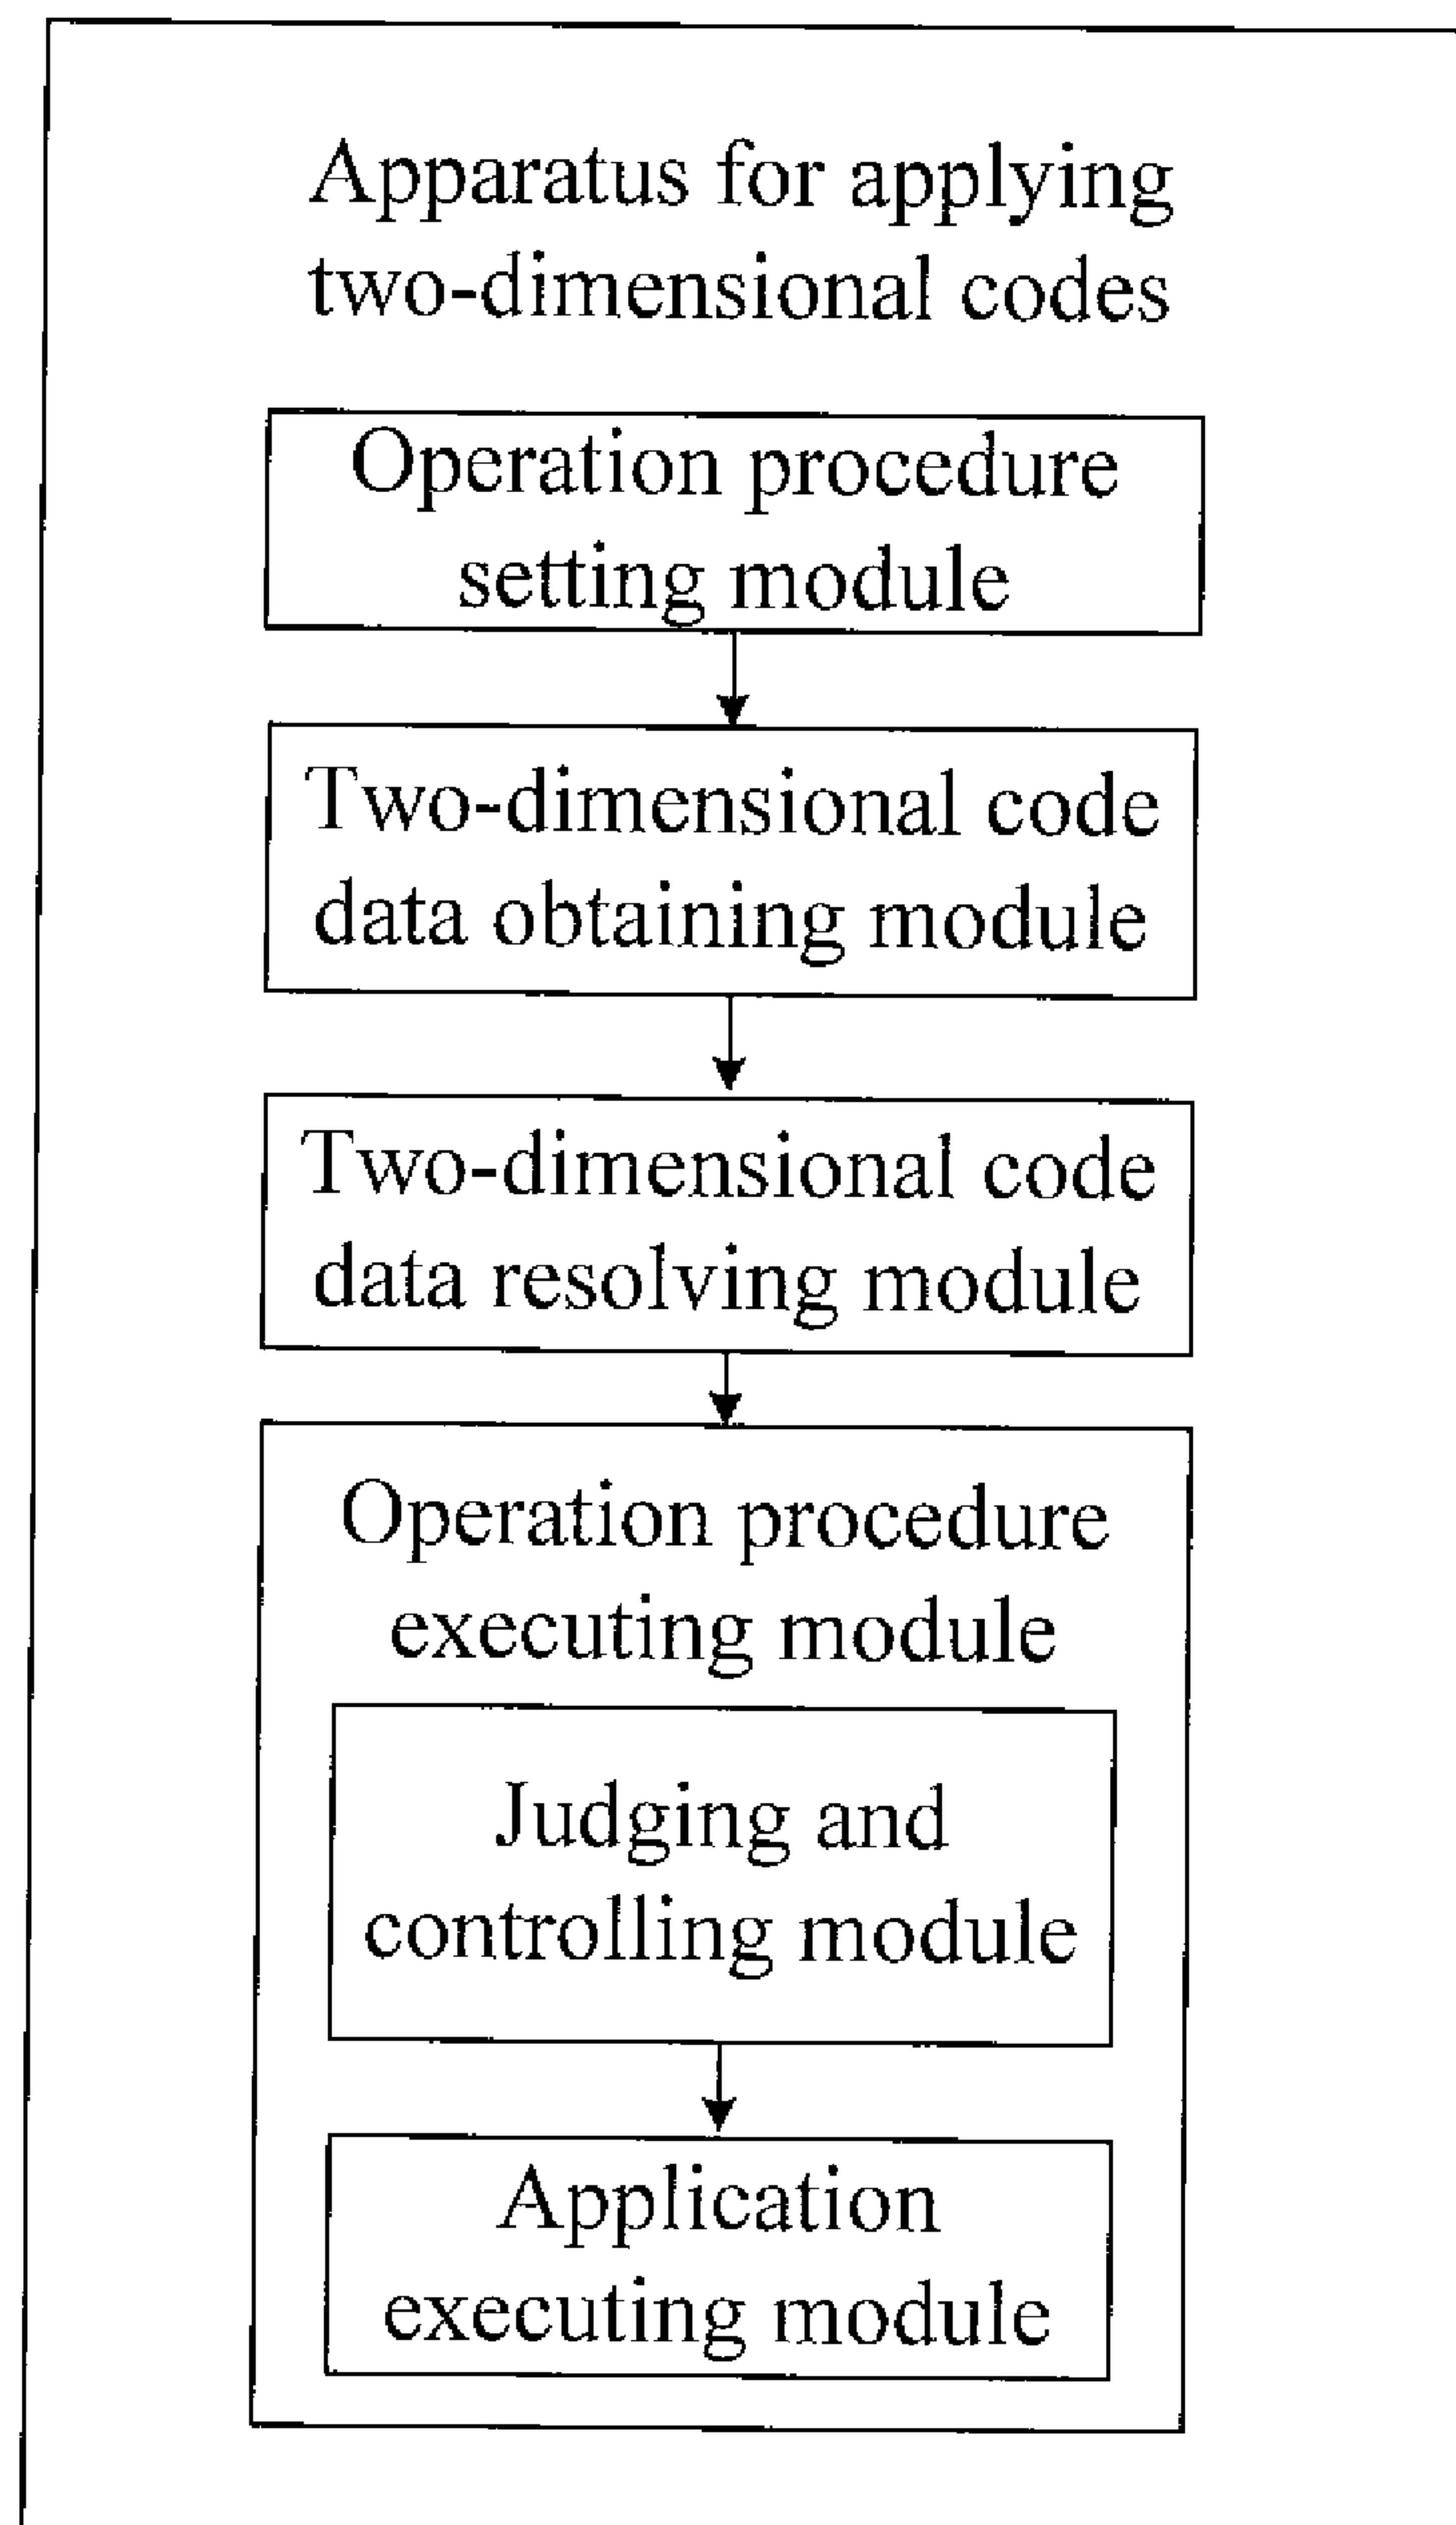 Apparatus for applying
two-dimensional codes
Operation procedure
setting module
Two-dimensional code
data obtaining module
Two-dimensional code
data resolving module
Operation procedure
executing module
Judging and
controlling module
Application
executing module